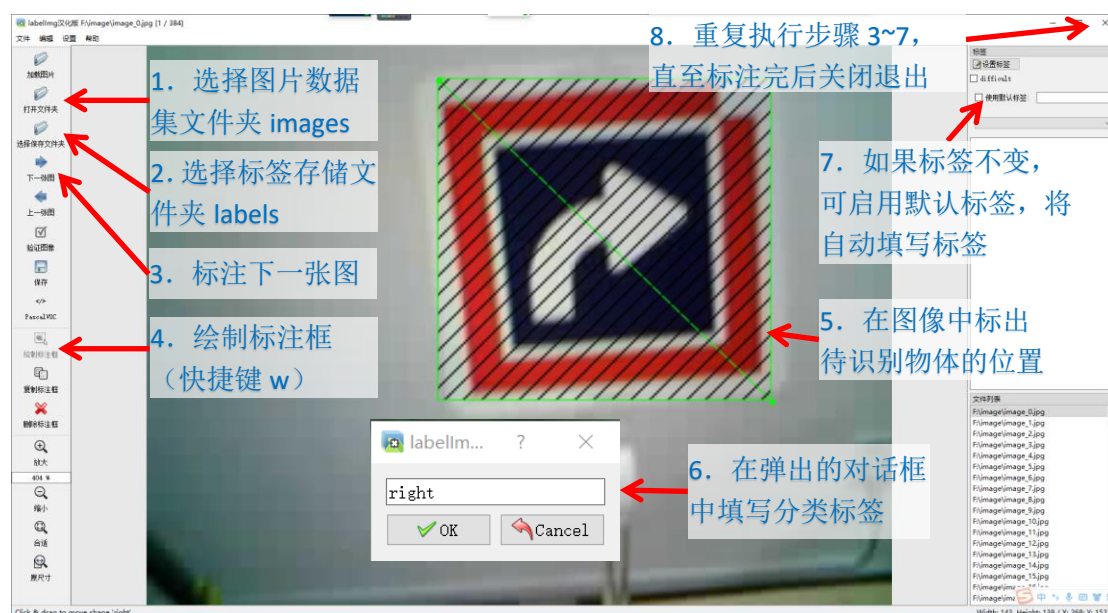 labelImg汉化版 F:\image\image_0.jpg [1 / 384]
文件 编辑 设置 帮助
加载图片
打开文件夹
选择保存文件夹
下一张图
上一张图
验证图像
保存
</>
PascalVOC
绘制标注框
复制标注框
删除标注框
放大
404 %
缩小
合适
原尺寸
1. 选择图片数据
集文件夹 images
2. 选择标签存储文
件夹 labels
3. 标注下一张图
4. 绘制标注框
（快捷键 w）
8. 重复执行步骤 3~7，
直至标注完后关闭退出
7. 如果标签不变，
可启用默认标签，将
自动填写标签
5. 在图像中标出
待识别物体的位置
labelIm... ? ×
right
OK Cancel
6. 在弹出的对话框
中填写分类标签
标签
设置标签
difficult
使用默认标签
文件列表
F:\image\image_0.jpg
F:\image\image_1.jpg
F:\image\image_2.jpg
F:\image\image_3.jpg
F:\image\image_4.jpg
F:\image\image_5.jpg
F:\image\image_6.jpg
F:\image\image_7.jpg
F:\image\image_8.jpg
F:\image\image_9.jpg
F:\image\image_10.jpg
F:\image\image_11.jpg
F:\image\image_12.jpg
F:\image\image_13.jpg
F:\image\image_14.jpg
F:\image\image_15.jpg
中
Click & drag to move shape 'right'